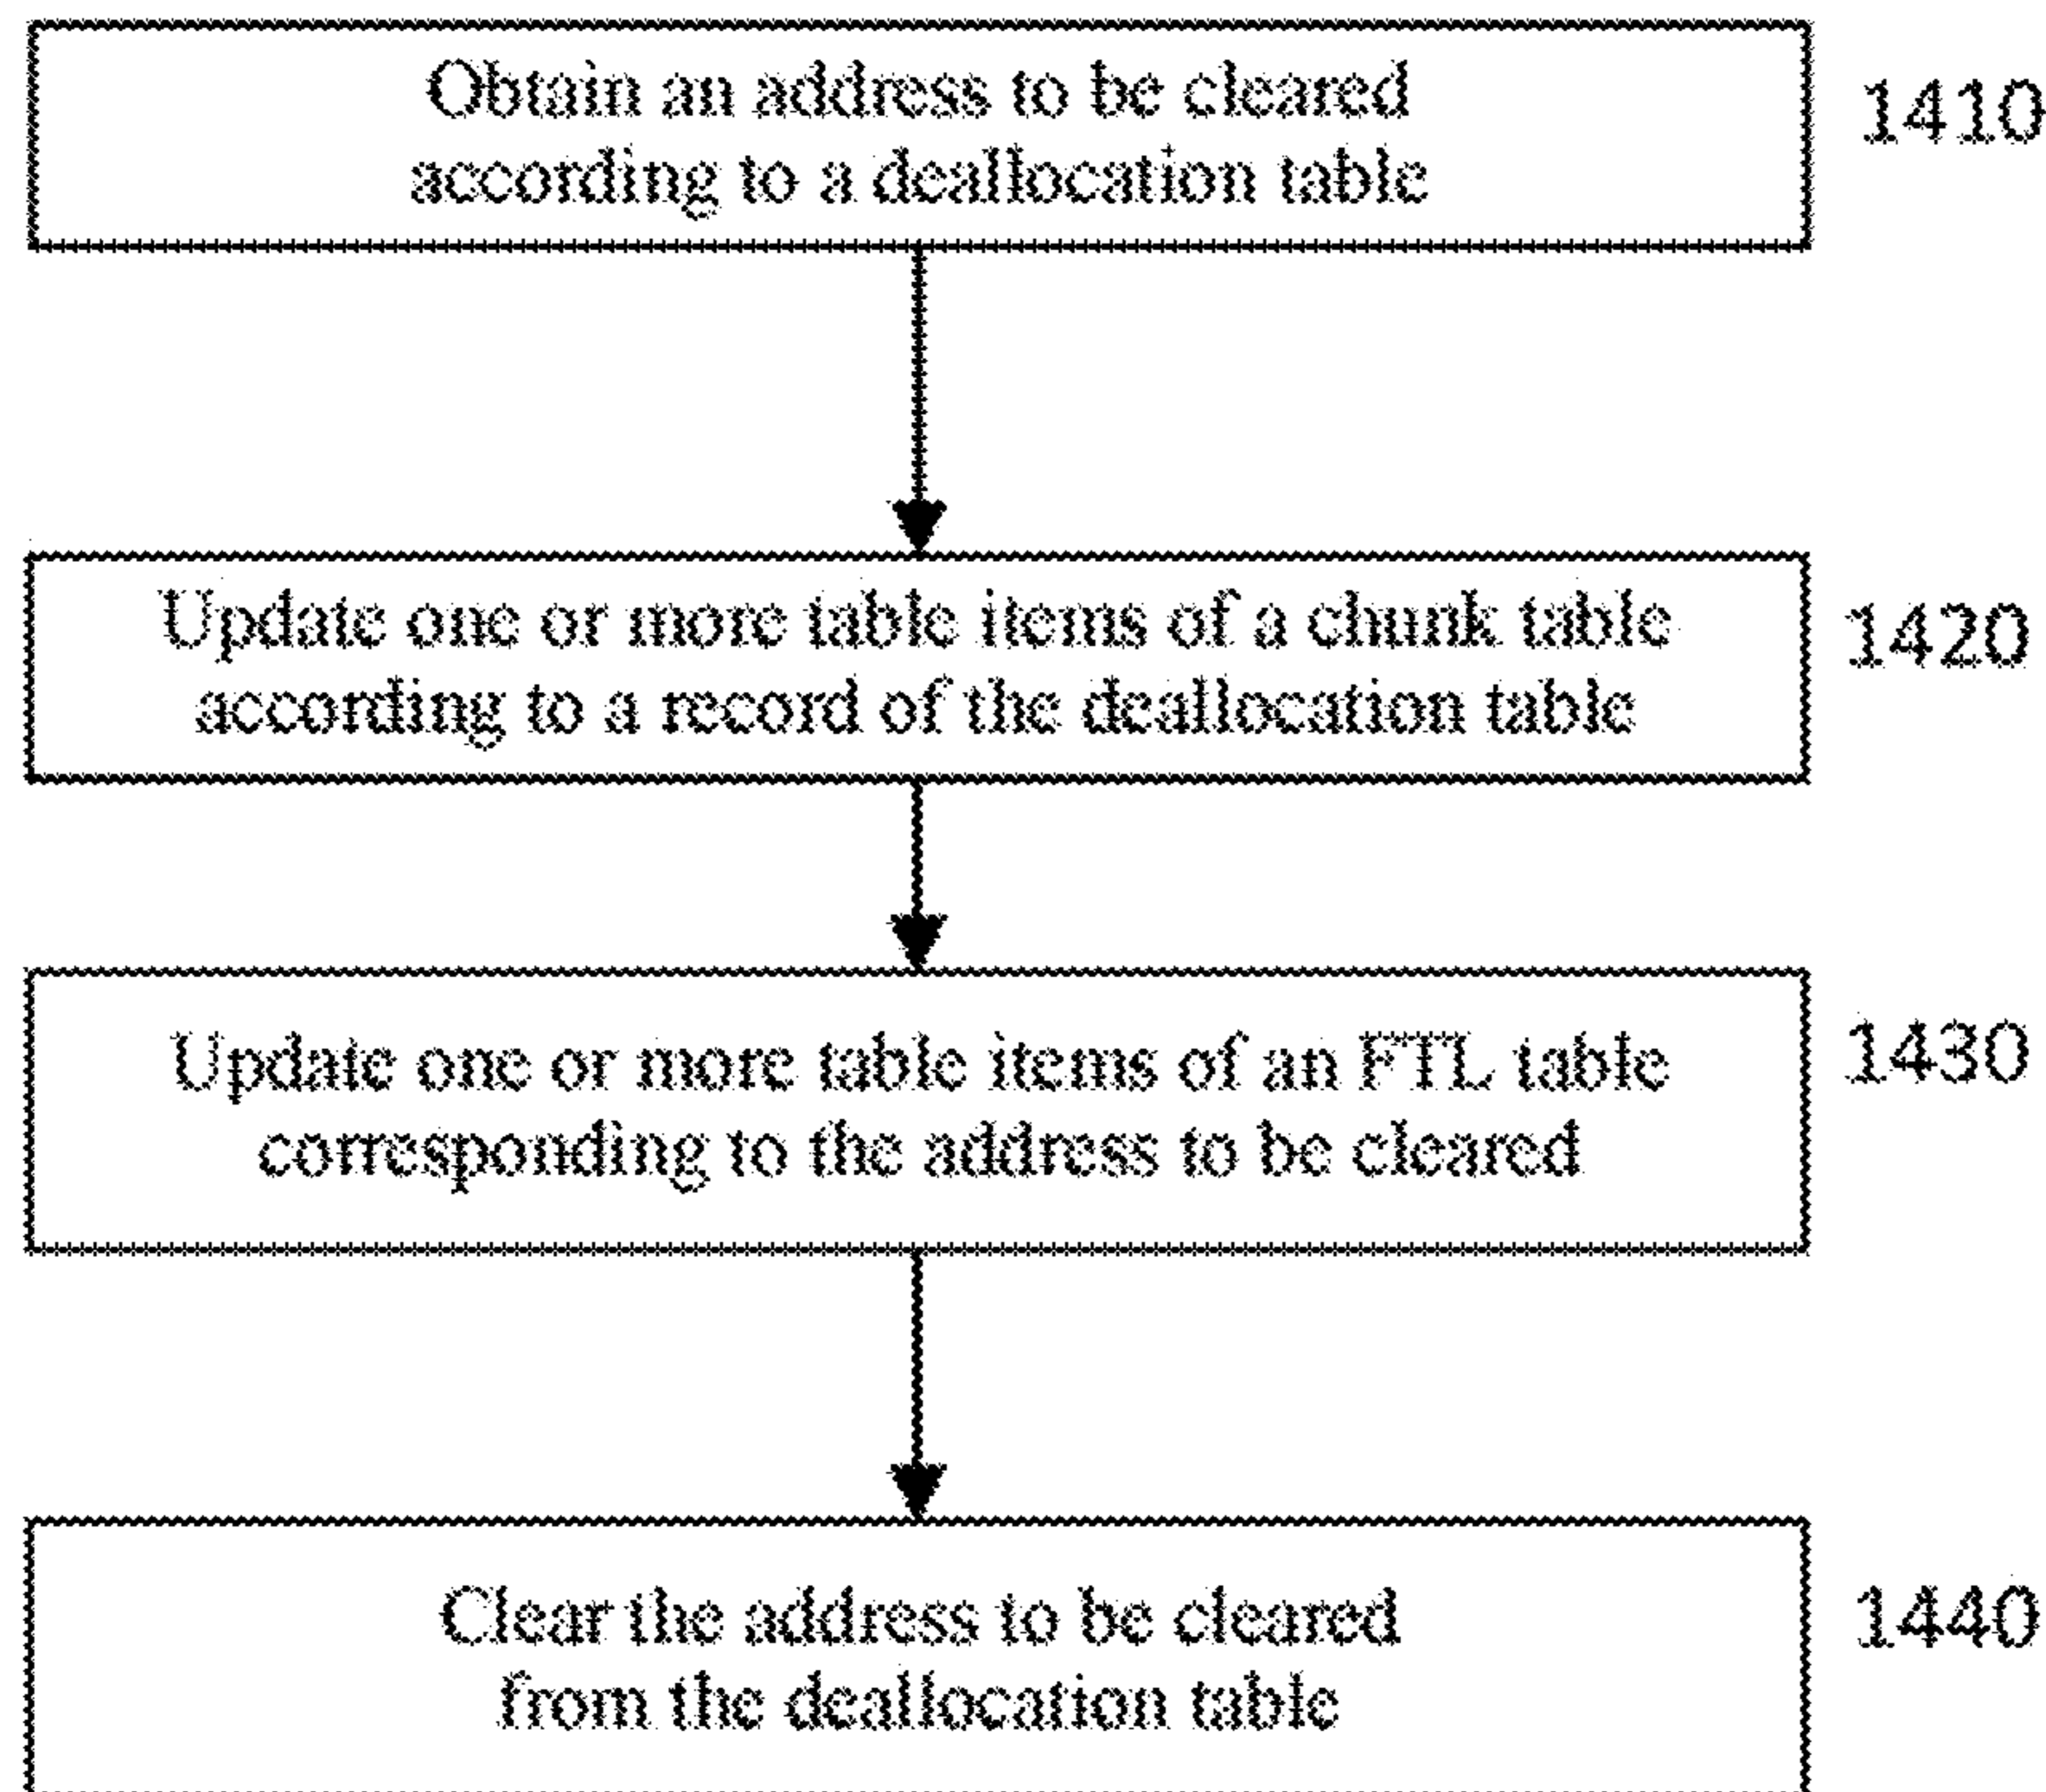 Obtain an address to be cleared
according to a deallocation table
1410
Update one or more table items of a chunk table
according to a record of the deallocation table
1420
Update one or more table items of an FTL table
corresponding to the address to be cleared
1430
Clear the address to be cleared
from the deallocation table
1440